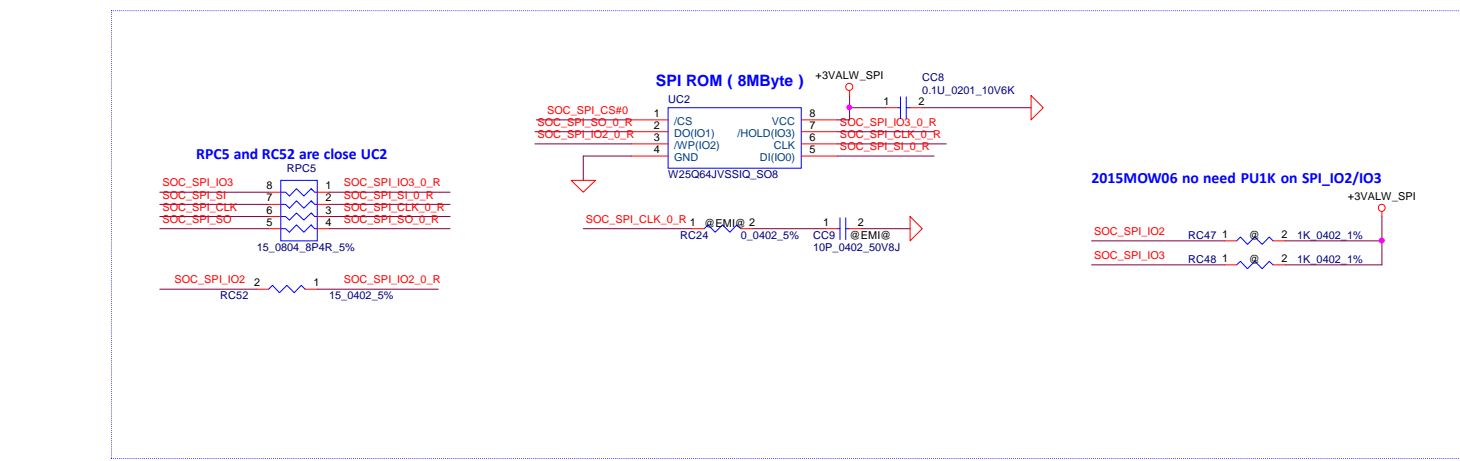 SPI ROM ( 8MByte )
+3VALW_SPI
CC8
0.1U_0201_10V6K
1 2
UC2
SOC_SPI_CS#0 1 /CS VCC 8
SOC_SPI_SO_0_R 2 DO(IO1) /HOLD(IO3) 7 SOC_SPI_IO3_0_R
SOC_SPI_IO2_0_R 3 /WP(IO2) CLK 6 SOC_SPI_CLK_0_R
4 GND DI(IO0) 5 SOC_SPI_SI_0_R
W25Q64JVSSIQ_SO8
RPC5 and RC52 are close UC2
RPC5
SOC_SPI_IO3 8 1 SOC_SPI_IO3_0_R
SOC_SPI_SI 7 2 SOC_SPI_SI_0_R
SOC_SPI_CLK 6 3 SOC_SPI_CLK_0_R
SOC_SPI_SO 5 4 SOC_SPI_SO_0_R
15_0804_8P4R_5%
SOC_SPI_IO2 2 1 SOC_SPI_IO2_0_R
RC52 15_0402_5%
SOC_SPI_CLK_0_R 1 @EMI@ 2 1 2
RC24 0_0402_5% CC9 @EMI@
10P_0402_50V8J
2015MOW06 no need PU1K on SPI_IO2/IO3
+3VALW_SPI
SOC_SPI_IO2 RC47 1 @ 2 1K_0402_1%
SOC_SPI_IO3 RC48 1 @ 2 1K_0402_1%